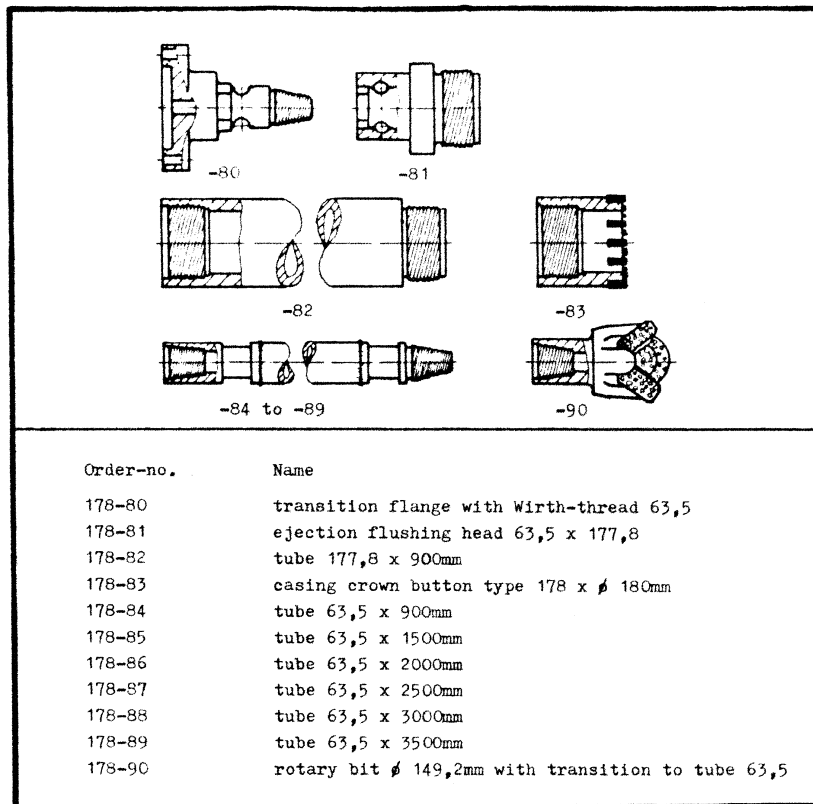 -80
-81
-82
-83
-84 to -89
-90
Order-no. Name
178-80 transition flange with Wirth-thread 63,5
178-81 ejection flushing head 63,5 x 177,8
178-82 tube 177,8 x 900mm
178-83 casing crown button type 178 x ø 180mm
178-84 tube 63,5 x 900mm
178-85 tube 63,5 x 1500mm
178-86 tube 63,5 x 2000mm
178-87 tube 63,5 x 2500mm
178-88 tube 63,5 x 3000mm
178-89 tube 63,5 x 3500mm
178-90 rotary bit ø 149,2mm with transition to tube 63,5